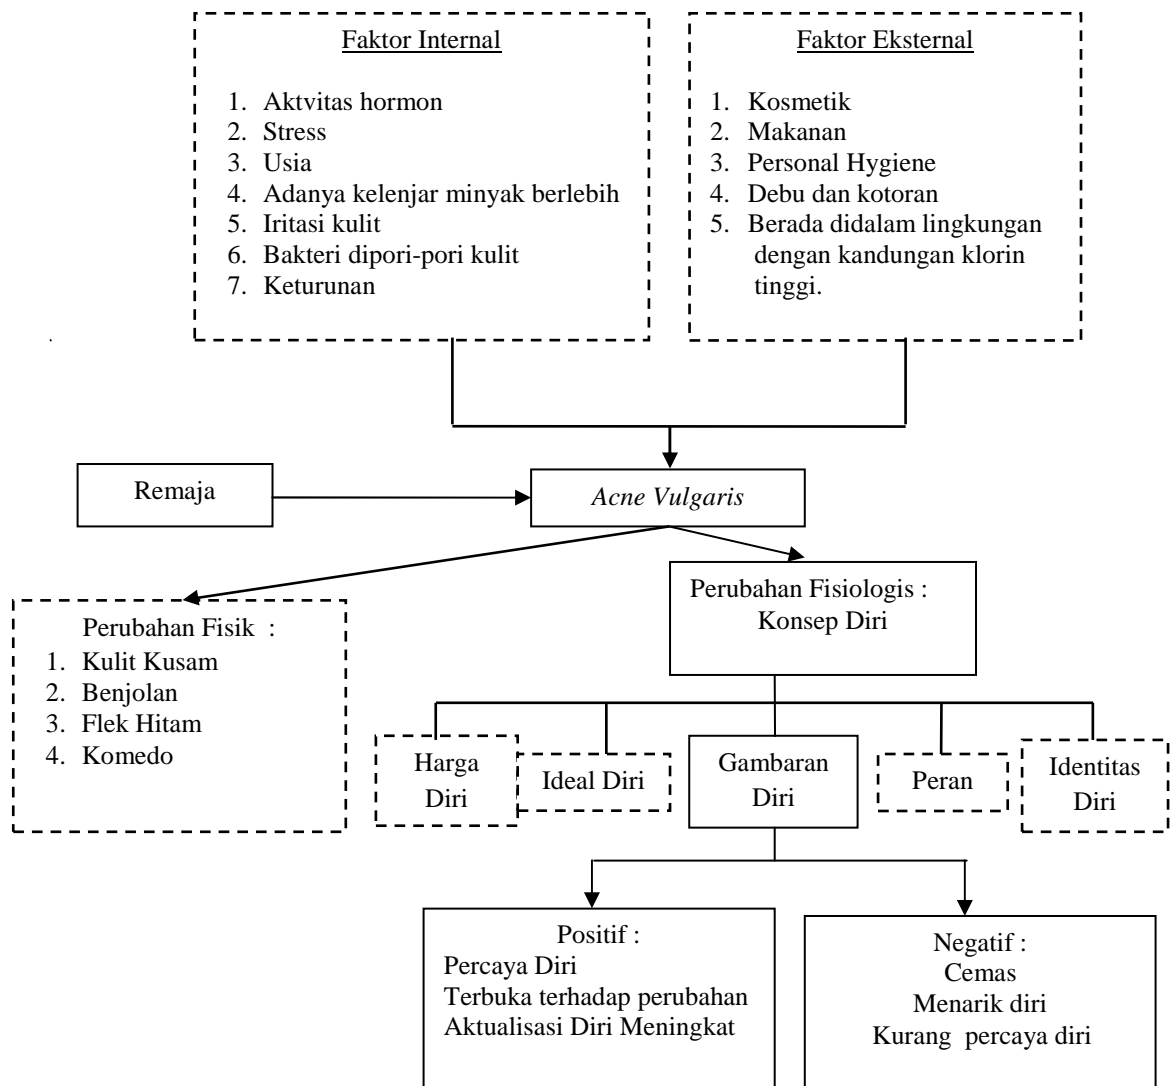 Faktor Internal
1. Aktvitas hormon
2. Stress
3. Usia
4. Adanya kelenjar minyak berlebih
5. Iritasi kulit
6. Bakteri dipori-pori kulit
7. Keturunan
Faktor Eksternal
1. Kosmetik
2. Makanan
3. Personal Hygiene
4. Debu dan kotoran
5. Berada didalam lingkungan
dengan kandungan klorin
tinggi.
Remaja
Acne Vulgaris
Perubahan Fisik :
1. Kulit Kusam
2. Benjolan
3. Flek Hitam
4. Komedo
Perubahan Fisiologis :
Konsep Diri
Harga
Diri
Ideal Diri
Gambaran
Diri
Peran
Identitas
Diri
Positif :
Percaya Diri
Terbuka terhadap perubahan
Aktualisasi Diri Meningkat
Negatif :
Cemas
Menarik diri
Kurang percaya diri